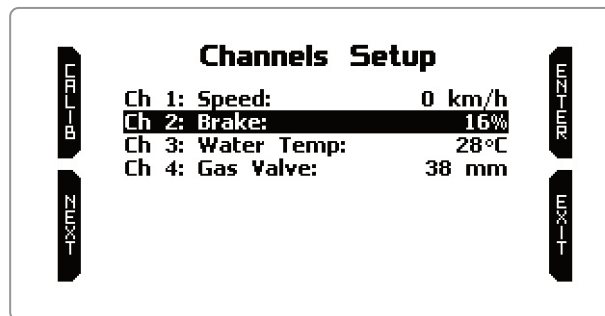 Channels Setup
CALIB
ENTER
Ch 1: Speed: 0 km/h
Ch 2: Brake: 16%
Ch 3: Water Temp: 28°C
Ch 4: Gas Valve: 38 mm
NEXT
EXIT